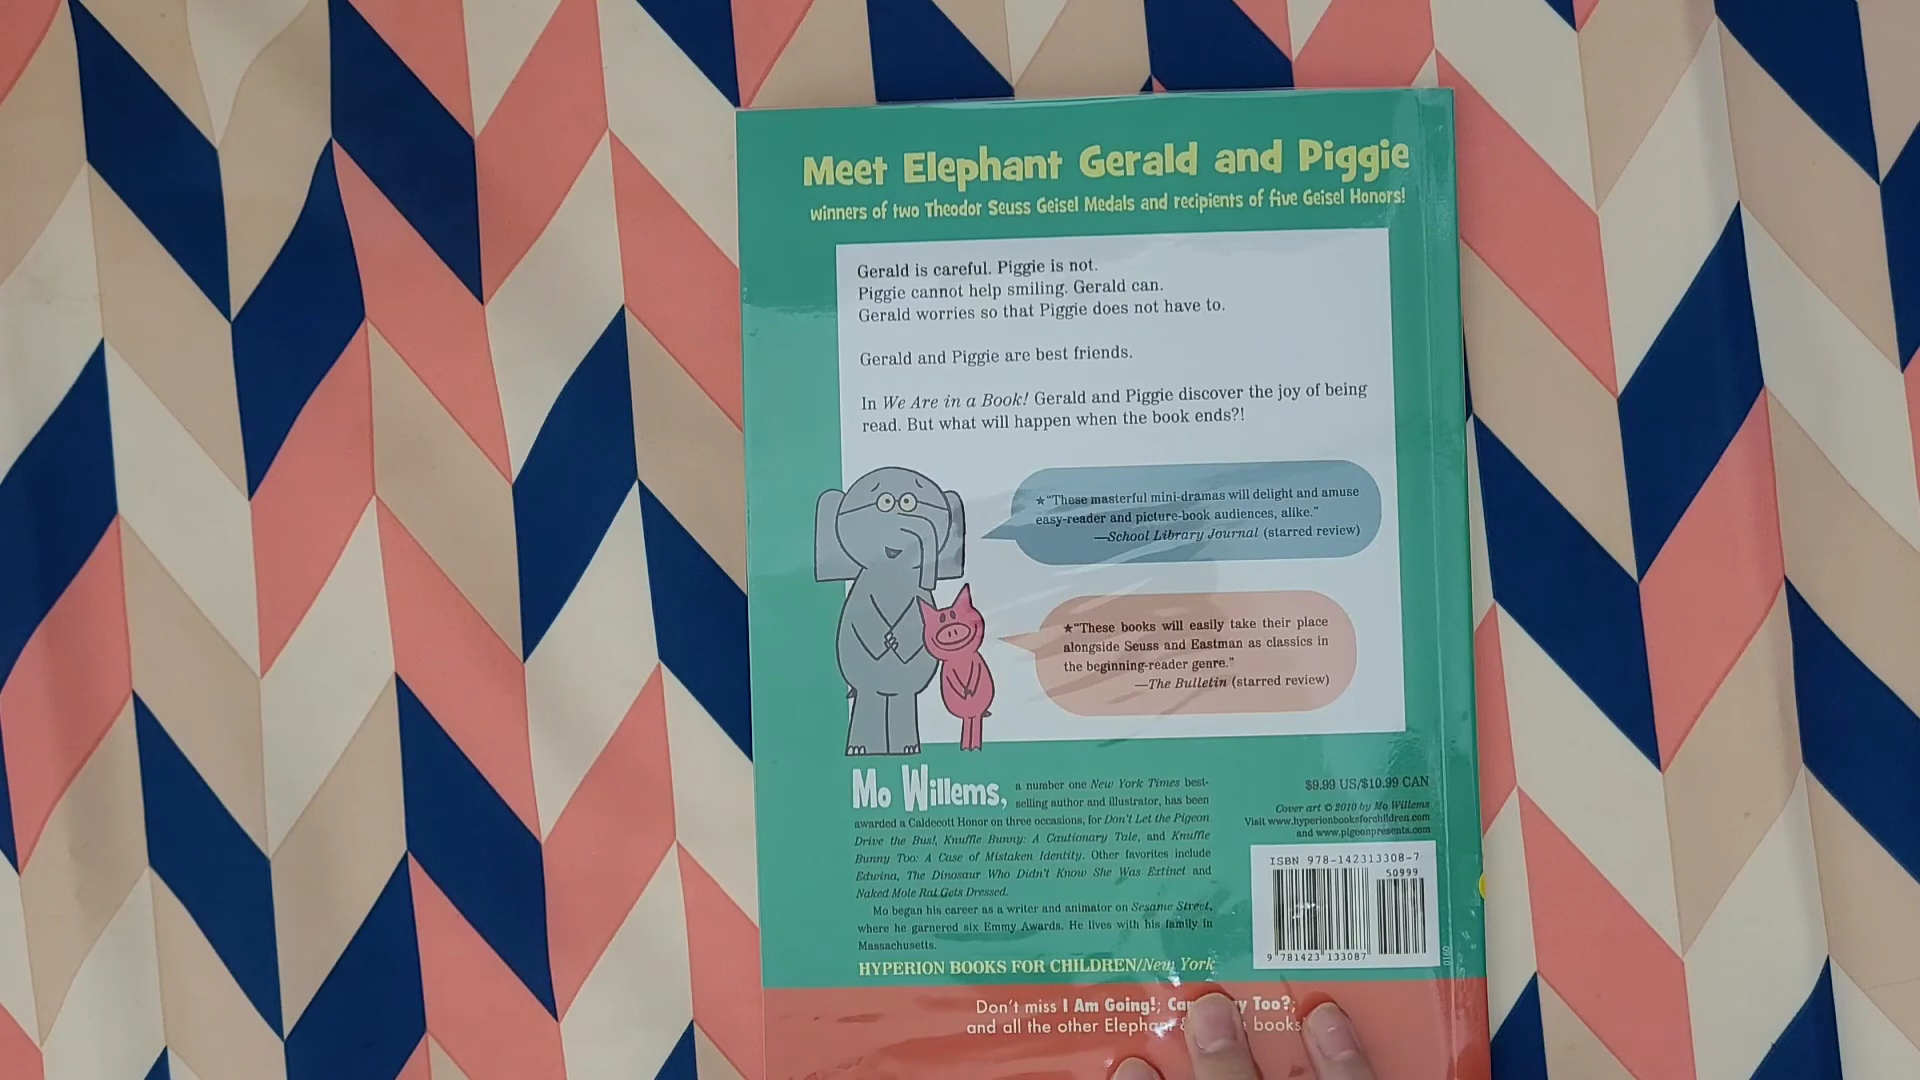 Meet Elephant Gerald and Piggie
winners of two Theodor Seuss Geisel Medals and recipients of five Geisel Honors!
Gerald is careful. Piggie is not.
Piggie cannot help smiling. Gerald can.
Gerald worries so that Piggie does not have to.
Gerald and Piggie are best friends.
In We Are in a Book! Gerald and Piggie discover the joy of being
read. But what will happen when the book ends?!
★"These masterful mini-dramas will delight and amuse
easy-reader and picture-book audiences, alike."
—School Library Journal (starred review)
★"These books will easily take their place
alongside Seuss and Eastman as classics in
the beginning-reader genre."
—The Bulletin (starred review)
Mo Willems, a number one New York Times best-
selling author and illustrator, has been
awarded a Caldecott Honor on three occasions, for Don't Let the Pigeon
Drive the Bus!, Knuffle Bunny: A Cautionary Tale, and Knuffle
Bunny Too: A Case of Mistaken Identity. Other favorites include
Edwina, The Dinosaur Who Didn't Know She Was Extinct and
Naked Mole Rat Gets Dressed.
Mo began his career as a writer and animator on Sesame Street,
where he garnered six Emmy Awards. He lives with his family in
Massachusetts.
HYPERION BOOKS FOR CHILDREN/New York
$9.99 US/$10.99 CAN
Cover art © 2010 by Mo Willems
Visit www.hyperionbooksforchildren.com
and www.pigeonpresents.com
ISBN 978-142313308-7
50999
9 781423 133087
0910
Don't miss I Am Going!; Too?;
and all the other Elephant & books